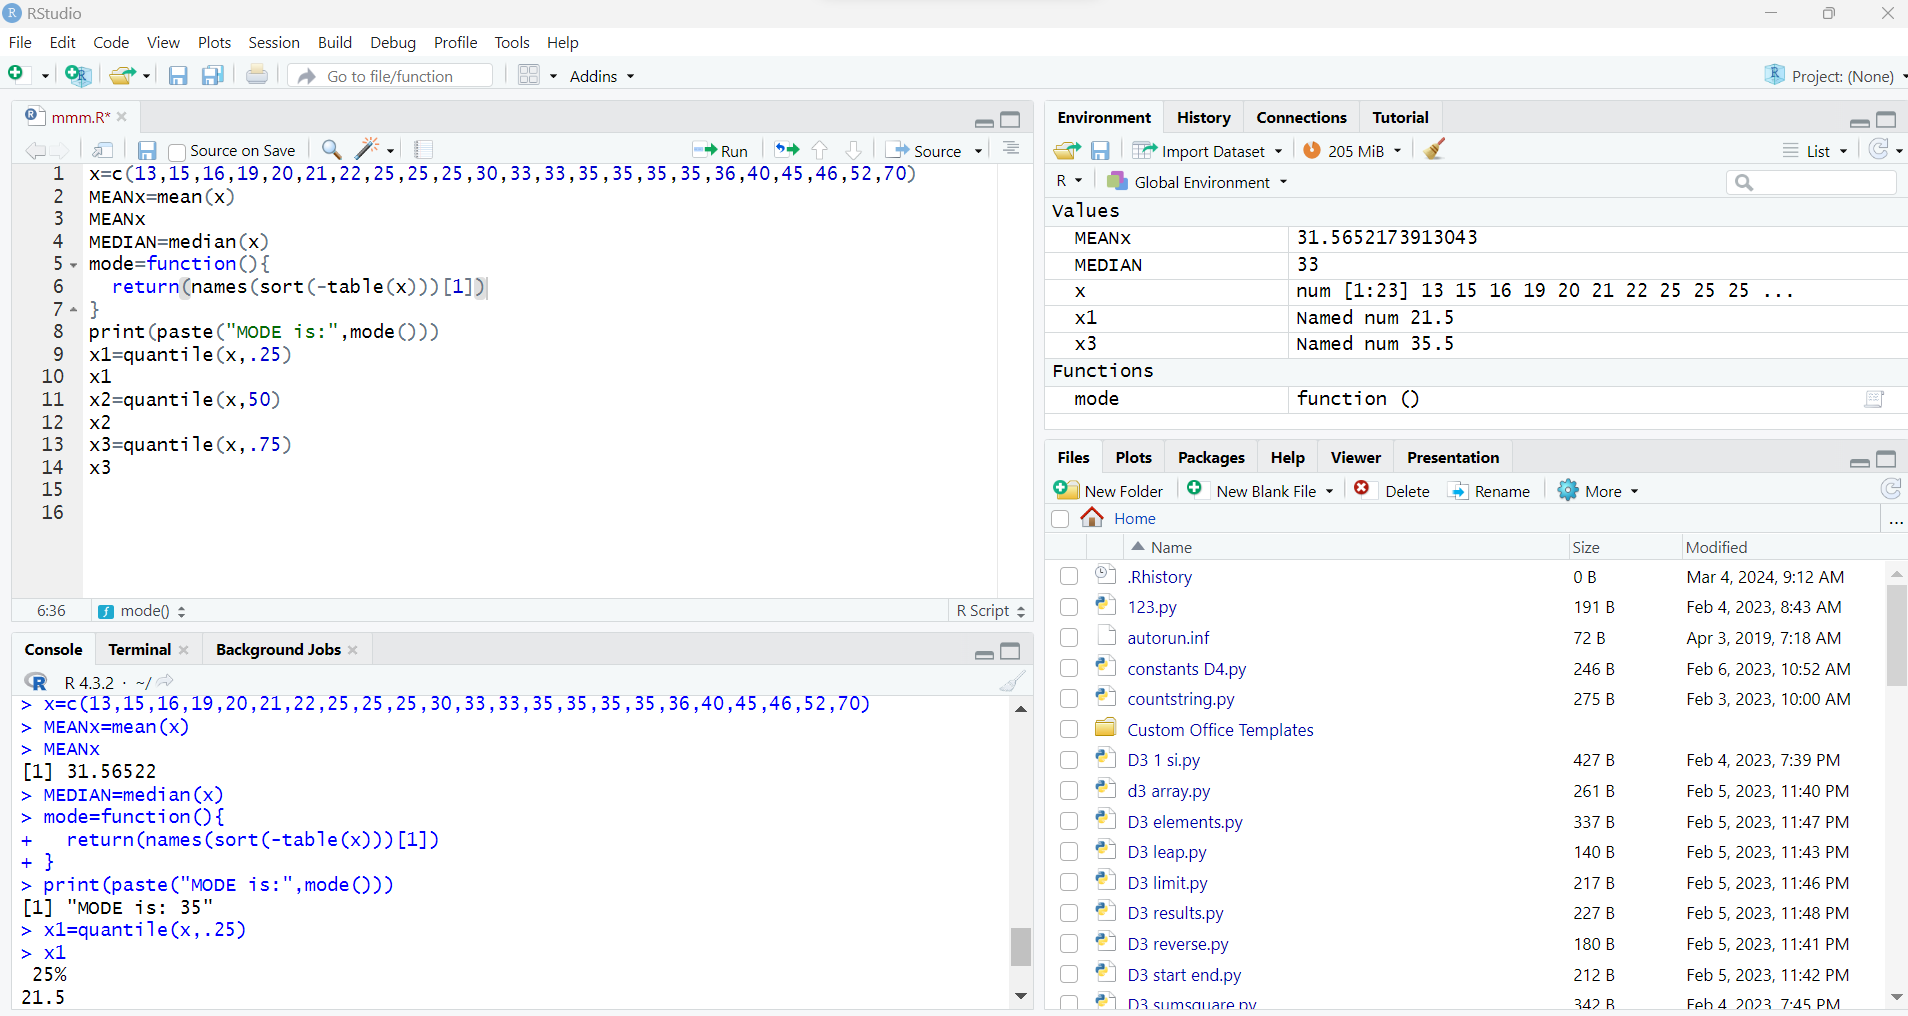 RStudio
File Edit Code View Plots Session Build Debug Profile Tools Help
Go to file/function Addins Project: (None)
mmm.R*
Source on Save Run Source
1 x=c(13,15,16,19,20,21,22,25,25,25,30,33,33,35,35,35,35,36,40,45,46,52,70)
2 MEANx=mean(x)
3 MEANx
4 MEDIAN=median(x)
5 mode=function(){
6 return(names(sort(-table(x)))[1])
7 }
8 print(paste("MODE is:",mode()))
9 x1=quantile(x,.25)
10 x1
11 x2=quantile(x,50)
12 x2
13 x3=quantile(x,.75)
14 x3
15
16
6:36 mode() R Script
Console Terminal Background Jobs
R 4.3.2 · ~/
> x=c(13,15,16,19,20,21,22,25,25,25,30,33,33,35,35,35,35,36,40,45,46,52,70)
> MEANx=mean(x)
> MEANx
[1] 31.56522
> MEDIAN=median(x)
> mode=function(){
+ return(names(sort(-table(x)))[1])
+ }
> print(paste("MODE is:",mode()))
[1] "MODE is: 35"
> x1=quantile(x,.25)
> x1
25%
21.5
Environment History Connections Tutorial
Import Dataset 205 MiB List
R Global Environment
Values
MEANx 31.5652173913043
MEDIAN 33
x num [1:23] 13 15 16 19 20 21 22 25 25 25 ...
x1 Named num 21.5
x3 Named num 35.5
Functions
mode function ()
Files Plots Packages Help Viewer Presentation
New Folder New Blank File Delete Rename More
Home ...
Name Size Modified
.Rhistory 0 B Mar 4, 2024, 9:12 AM
123.py 191 B Feb 4, 2023, 8:43 AM
autorun.inf 72 B Apr 3, 2019, 7:18 AM
constants D4.py 246 B Feb 6, 2023, 10:52 AM
countstring.py 275 B Feb 3, 2023, 10:00 AM
Custom Office Templates
D3 1 si.py 427 B Feb 4, 2023, 7:39 PM
d3 array.py 261 B Feb 5, 2023, 11:40 PM
D3 elements.py 337 B Feb 5, 2023, 11:47 PM
D3 leap.py 140 B Feb 5, 2023, 11:43 PM
D3 limit.py 217 B Feb 5, 2023, 11:46 PM
D3 results.py 227 B Feb 5, 2023, 11:48 PM
D3 reverse.py 180 B Feb 5, 2023, 11:41 PM
D3 start end.py 212 B Feb 5, 2023, 11:42 PM
D3 sumsquare.py 342 B Feb 4, 2023, 7:45 PM